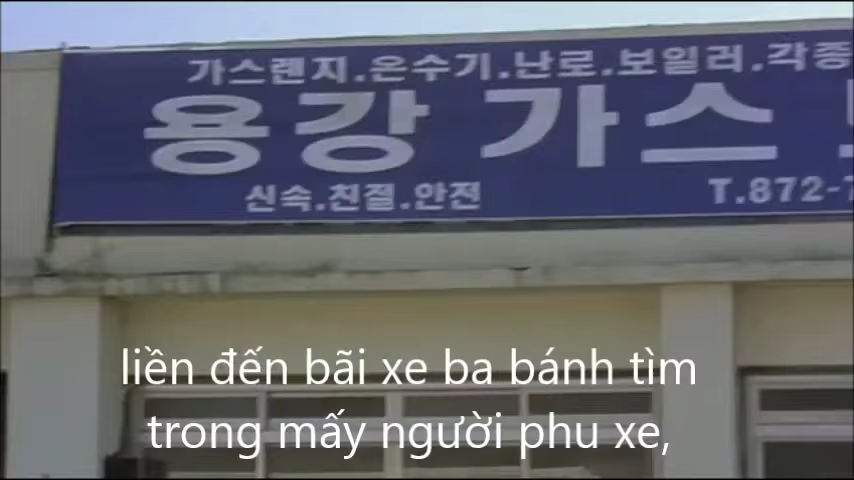 가스렌지.온수기.난로.보일러.각종
용강 가스
신속.친절.안전
T.872-
liền đến bãi xe ba bánh tìm
trong mấy người phu xe,